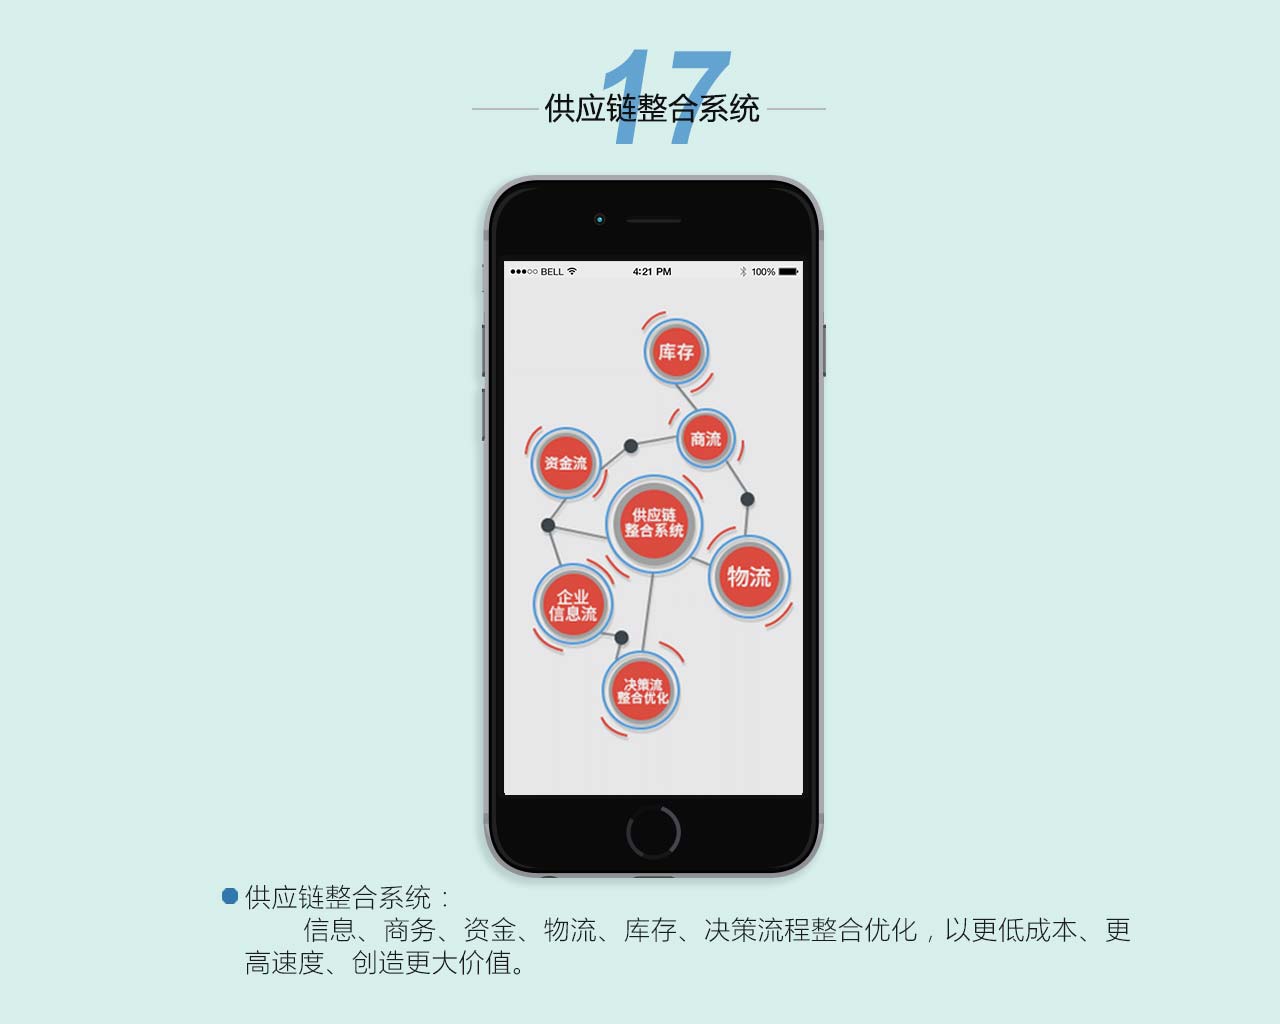 17
供应链整合系统
●●●○○ BELL 4:21 PM 100%
库存
商流
资金流
供应链
整合系统
物流
企业
信息流
决策流
整合优化
供应链整合系统：
信息、商务、资金、物流、库存、决策流程整合优化，以更低成本、更
高速度、创造更大价值。